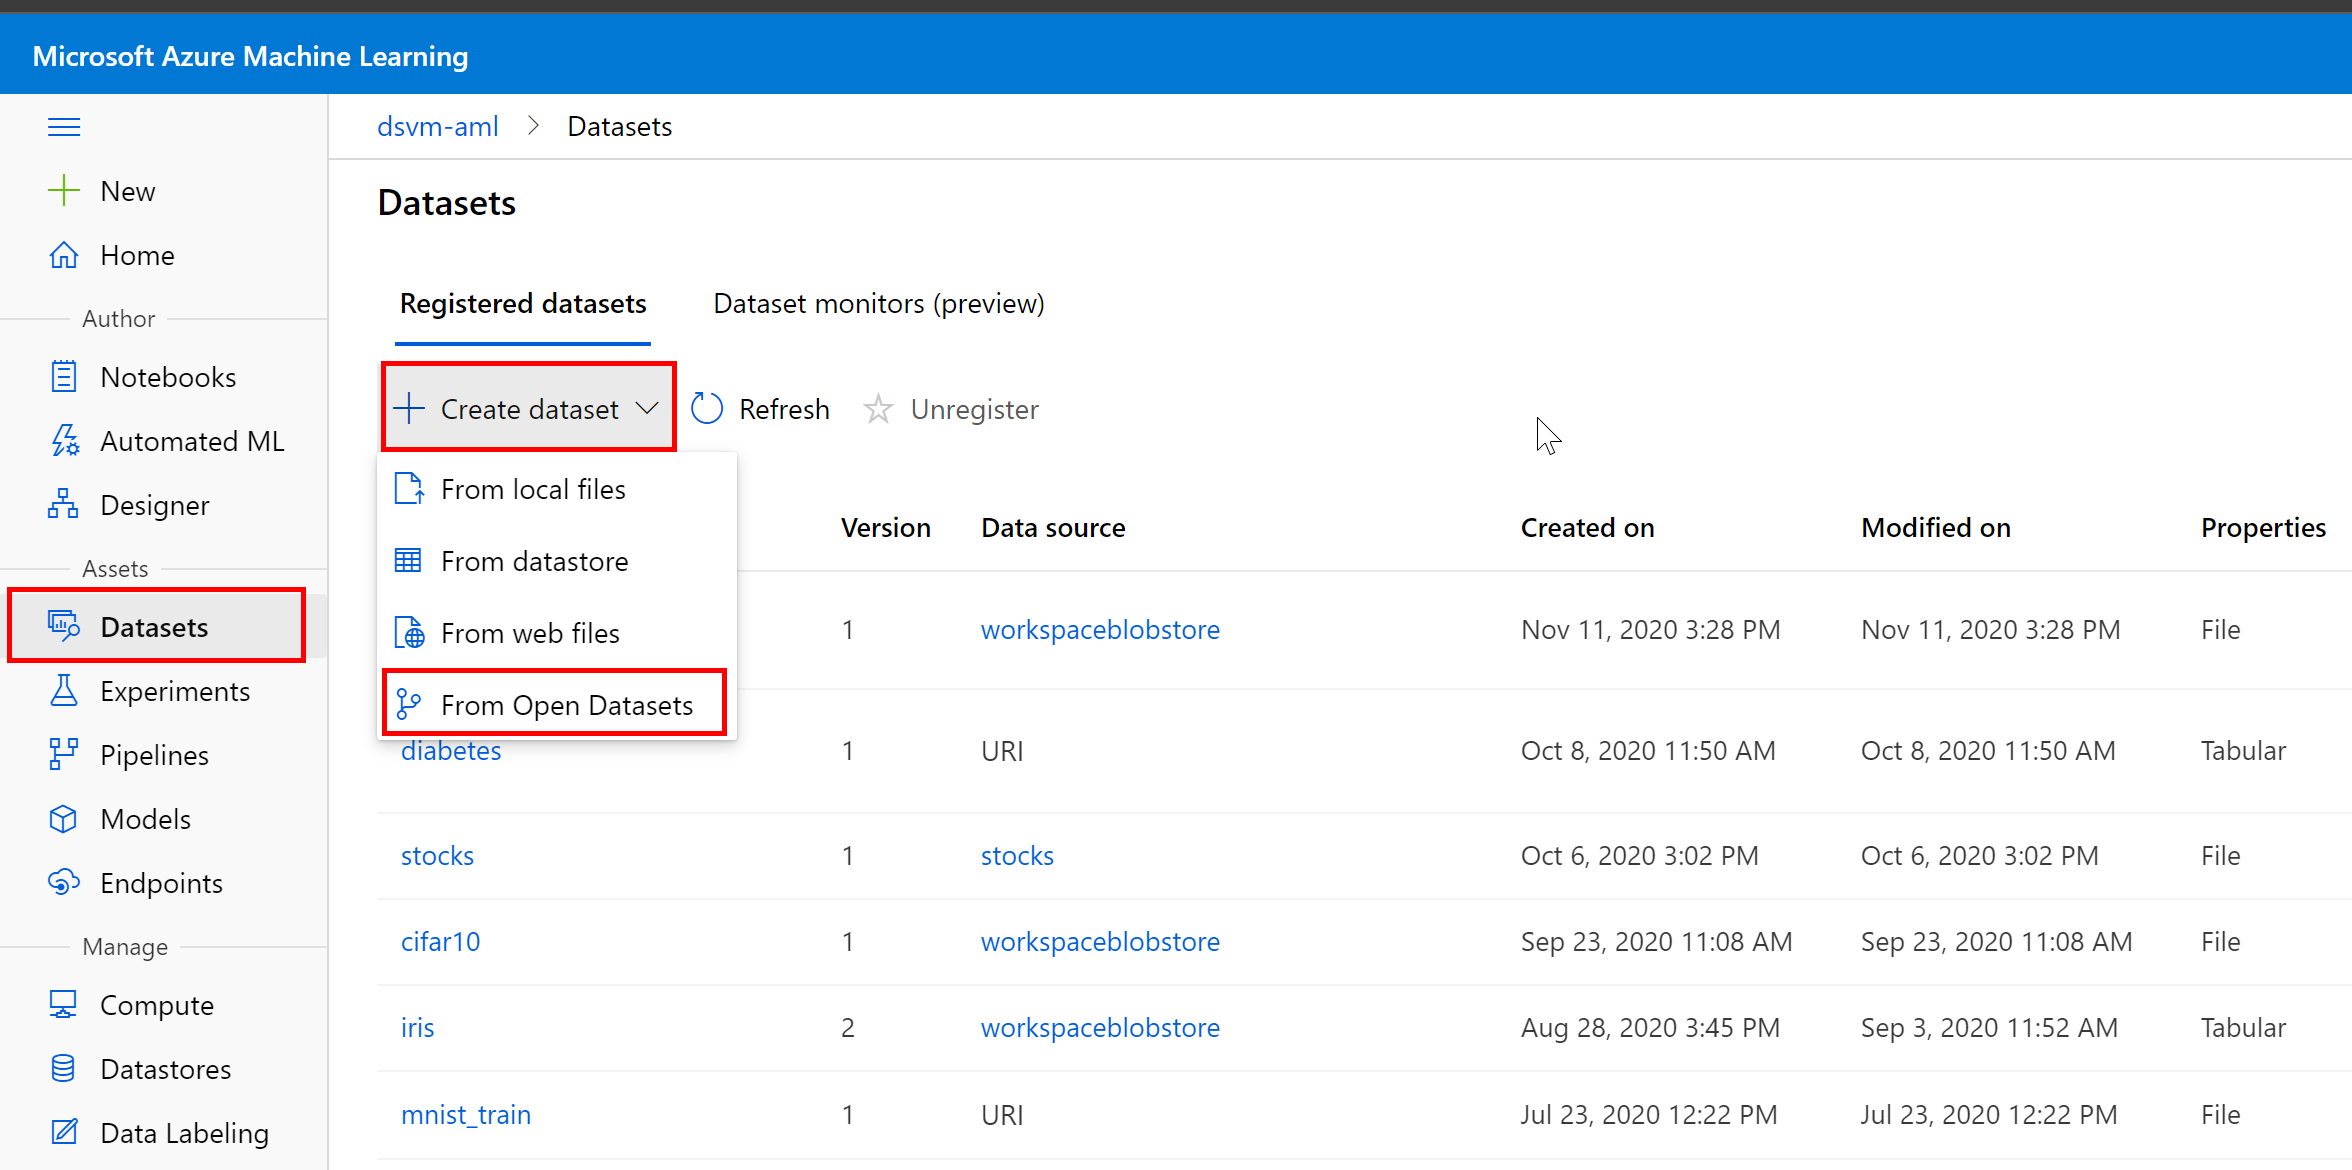 Microsoft Azure Machine Learning
dsvm-aml > Datasets
New
Home
Author
Notebooks
Automated ML
Designer
Assets
Datasets
Experiments
Pipelines
Models
Endpoints
Manage
Compute
Datastores
Data Labeling
Datasets
Registered datasets Dataset monitors (preview)
Create dataset Refresh Unregister
From local files
From datastore
From web files
From Open Datasets
Version Data source Created on Modified on Properties
1 workspaceblobstore Nov 11, 2020 3:28 PM Nov 11, 2020 3:28 PM File
diabetes 1 URI Oct 8, 2020 11:50 AM Oct 8, 2020 11:50 AM Tabular
stocks 1 stocks Oct 6, 2020 3:02 PM Oct 6, 2020 3:02 PM File
cifar10 1 workspaceblobstore Sep 23, 2020 11:08 AM Sep 23, 2020 11:08 AM File
iris 2 workspaceblobstore Aug 28, 2020 3:45 PM Sep 3, 2020 11:52 AM Tabular
mnist_train 1 URI Jul 23, 2020 12:22 PM Jul 23, 2020 12:22 PM File